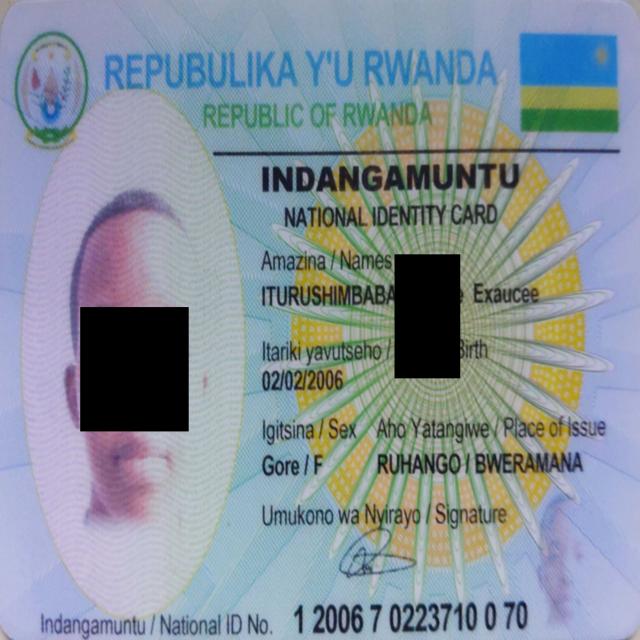 REPUBULIKA Y'U RWANDA
REPUBLIC OF RWANDA
INDANGAMUNTU
NATIONAL IDENTITY CARD
Amazina / Names
ITURUSHIMBABA Exaucee
Itariki yavutseho / Birth
02/02/2006
Igitsina / Sex Aho Yatangiwe / Place of Issue
Gore / F RUHANGO / BWERAMANA
Umukono wa Nyirayo / Signature
Indangamuntu / National ID No. 1 2006 7 0223710 0 70